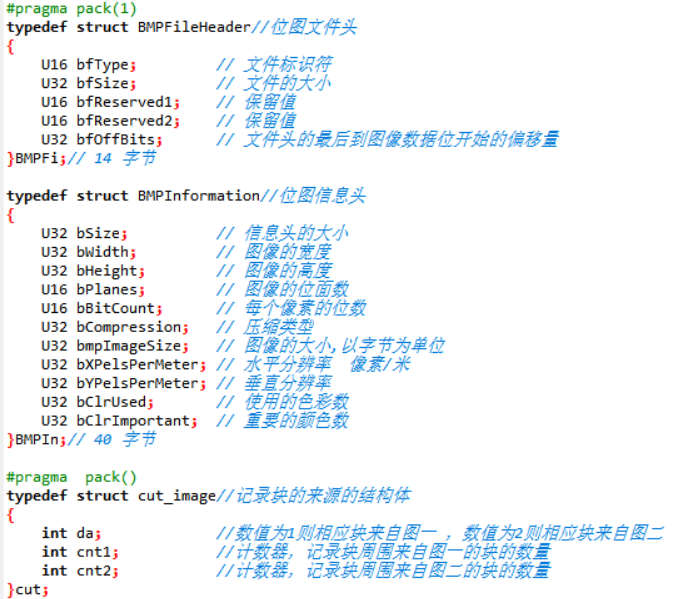 #pragma pack(1)
typedef struct BMPFileHeader//位图文件头
{
    U16 bfType;         // 文件标识符
    U32 bfSize;         // 文件的大小
    U16 bfReserved1;    // 保留值
    U16 bfReserved2;    // 保留值
    U32 bfOffBits;      // 文件头的最后到图像数据位开始的偏移量
}BMPFi;// 14 字节

typedef struct BMPInformation//位图信息头
{
    U32 bSize;          // 信息头的大小
    U32 bWidth;         // 图像的宽度
    U32 bHeight;        // 图像的高度
    U16 bPlanes;        // 图像的位面数
    U16 bBitCount;      // 每个像素的位数
    U32 bCompression;   // 压缩类型
    U32 bmpImageSize;   // 图像的大小,以字节为单位
    U32 bXPelsPerMeter; // 水平分辨率  像素/米
    U32 bYPelsPerMeter; // 垂直分辨率
    U32 bClrUsed;       // 使用的色彩数
    U32 bClrImportant;  // 重要的颜色数
}BMPIn;// 40 字节

#pragma  pack()
typedef struct cut_image//记录块的来源的结构体
{
    int da;             //数值为1则相应块来自图一 ，数值为2则相应块来自图二
    int cnt1;           //计数器，记录块周围来自图一的块的数量
    int cnt2;           //计数器，记录块周围来自图二的块的数量
}cut;